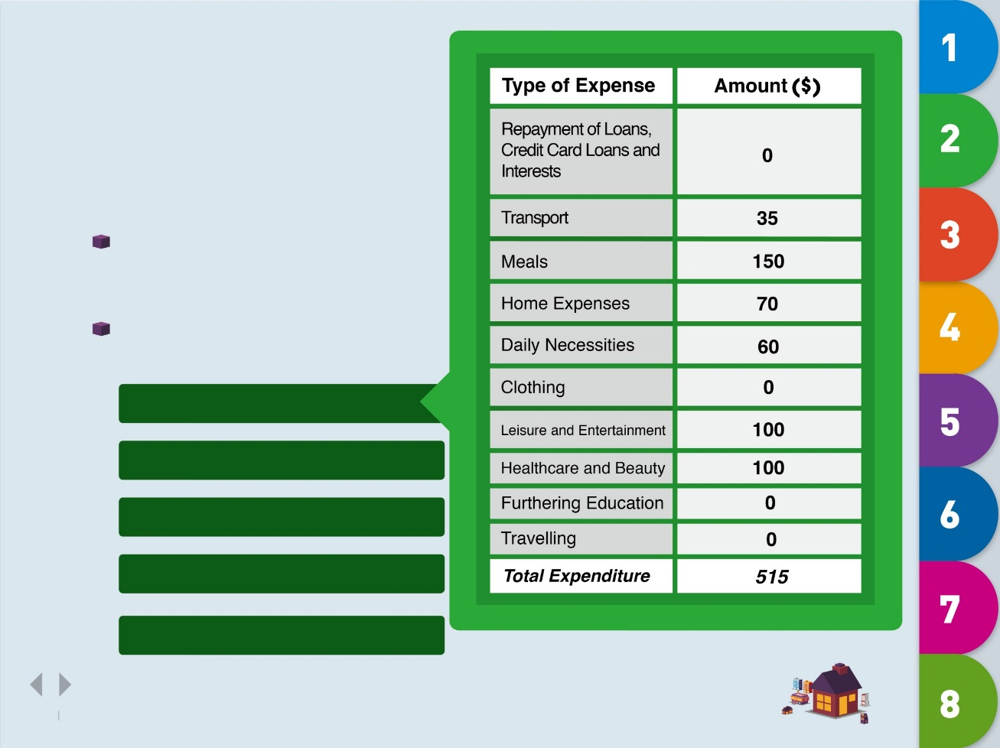 Type of Expense Amount ($)
Repayment of Loans,
Credit Card Loans and
Interests
0
Transport 35
Meals 150
Home Expenses 70
Daily Necessities 60
Clothing 0
Leisure and Entertainment 100
Healthcare and Beauty 100
Furthering Education 0
Travelling 0
Total Expenditure 515
1
2
3
4
5
6
7
8